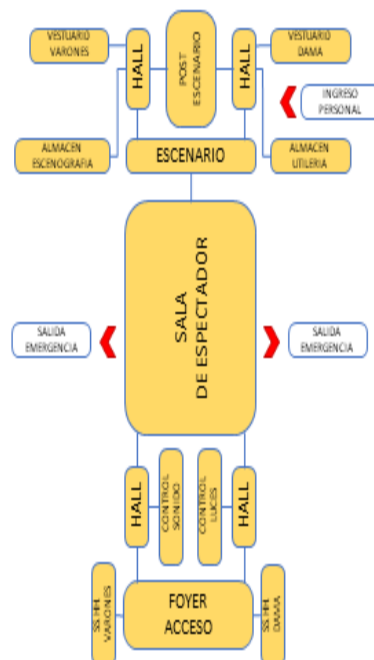 VESTUARIO
VARONES
HALL
POST
ESCENARIO
HALL
VESTUARIO
DAMA
INGRESO
PERSONAL
ALMACEN
ESCENOGRAFIA
ESCENARIO
ALMACEN
UTILERIA
SALA
DE ESPECTADOR
SALIDA
EMERGENCIA
SALIDA
EMERGENCIA
HALL
CONTROL
SONIDO
CONTROL
LUCES
HALL
SS.HH.
VARONES
FOYER
ACCESO
SS.HH.
DAMA